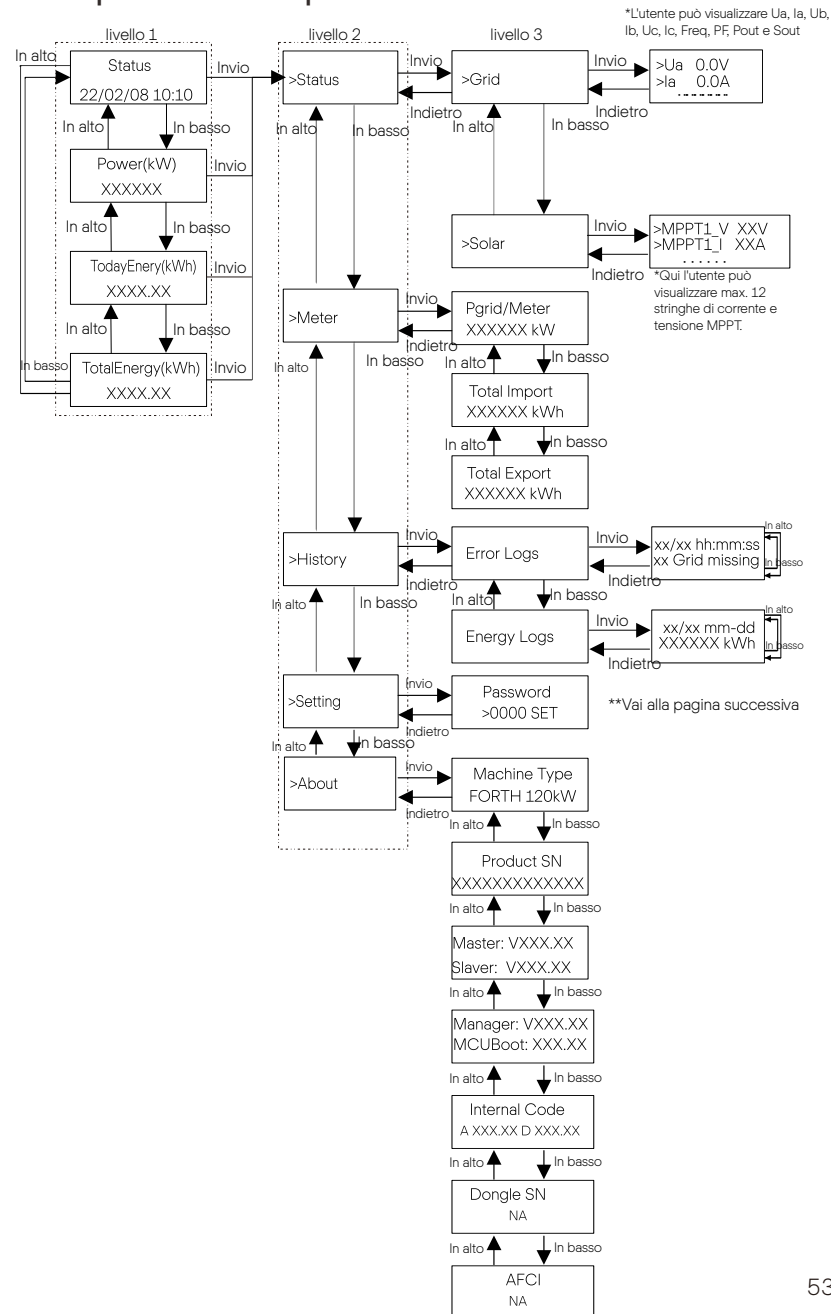 *L'utente può visualizzare Ua, Ia, Ub,
Ib, Uc, Ic, Freq, PF, Pout e Sout
livello 1
livello 2
livello 3
In alto
Status
22/02/08 10:10
Invio
>Status
Invio
Indietro
>Grid
Invio
Indietro
>Ua 0.0V
>Ia 0.0A
In alto
In basso
In alto
In basso
In alto
In basso
Power(kW)
XXXXXX
Invio
In alto
In basso
>Solar
Invio
Indietro
>MPPT1_V XXV
>MPPT1_I XXA
......
*Qui l'utente può
visualizzare max. 12
stringhe di corrente e
tensione MPPT.
TodayEnery(kWh)
XXXX.XX
Invio
In alto
In basso
In basso
TotalEnergy(kWh)
XXXX.XX
Invio
>Meter
Invio
Indietro
Pgrid/Meter
XXXXXX kW
In alto
In basso
In alto
In basso
Total Import
XXXXXX kWh
In alto
In basso
Total Export
XXXXXX kWh
>History
Invio
Indietro
Error Logs
Invio
Indietro
xx/xx hh:mm:ss
xx Grid missing
In alto
In basso
In alto
In basso
In alto
In basso
Energy Logs
Invio
Indietro
xx/xx mm-dd
XXXXXX kWh
In alto
In basso
>Setting
Invio
Indietro
Password
>0000 SET
**Vai alla pagina successiva
In alto
In basso
>About
Invio
Indietro
Machine Type
FORTH 120kW
In alto
In basso
Product SN
XXXXXXXXXXXXX
In alto
In basso
Master: VXXX.XX
Slaver: VXXX.XX
In alto
In basso
Manager: VXXX.XX
MCUBoot: XXX.XX
In alto
In basso
Internal Code
A XXX.XX D XXX.XX
In alto
In basso
Dongle SN
NA
In alto
In basso
AFCI
NA
53